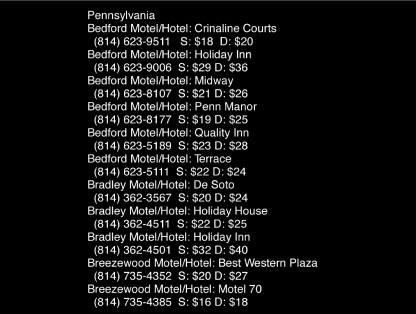 Pennsylvania
Bedford Motel/Hotel: Crinaline Courts
(814) 623-9511 S: $18 D: $20
Bedford Motel/Hotel: Holiday Inn
(814) 623-9006 S: $29 D: $36
Bedford Motel/Hotel: Midway
(814) 623-8107 S: $21 D: $26
Bedford Motel/Hotel: Penn Manor
(814) 623-8177 S: $19 D: $25
Bedford Motel/Hotel: Quality Inn
(814) 623-5189 S: $23 D: $28
Bedford Motel/Hotel: Terrace
(814) 623-5111 S: $22 D: $24
Bradley Motel/Hotel: De Soto
(814) 362-3567 S: $20 D: $24
Bradley Motel/Hotel: Holiday House
(814) 362-4511 S: $22 D: $25
Bradley Motel/Hotel: Holiday Inn
(814) 362-4501 S: $32 D: $40
Breezewood Motel/Hotel: Best Western Plaza
(814) 735-4352 S: $20 D: $27
Breezewood Motel/Hotel: Motel 70
(814) 735-4385 S: $16 D: $18